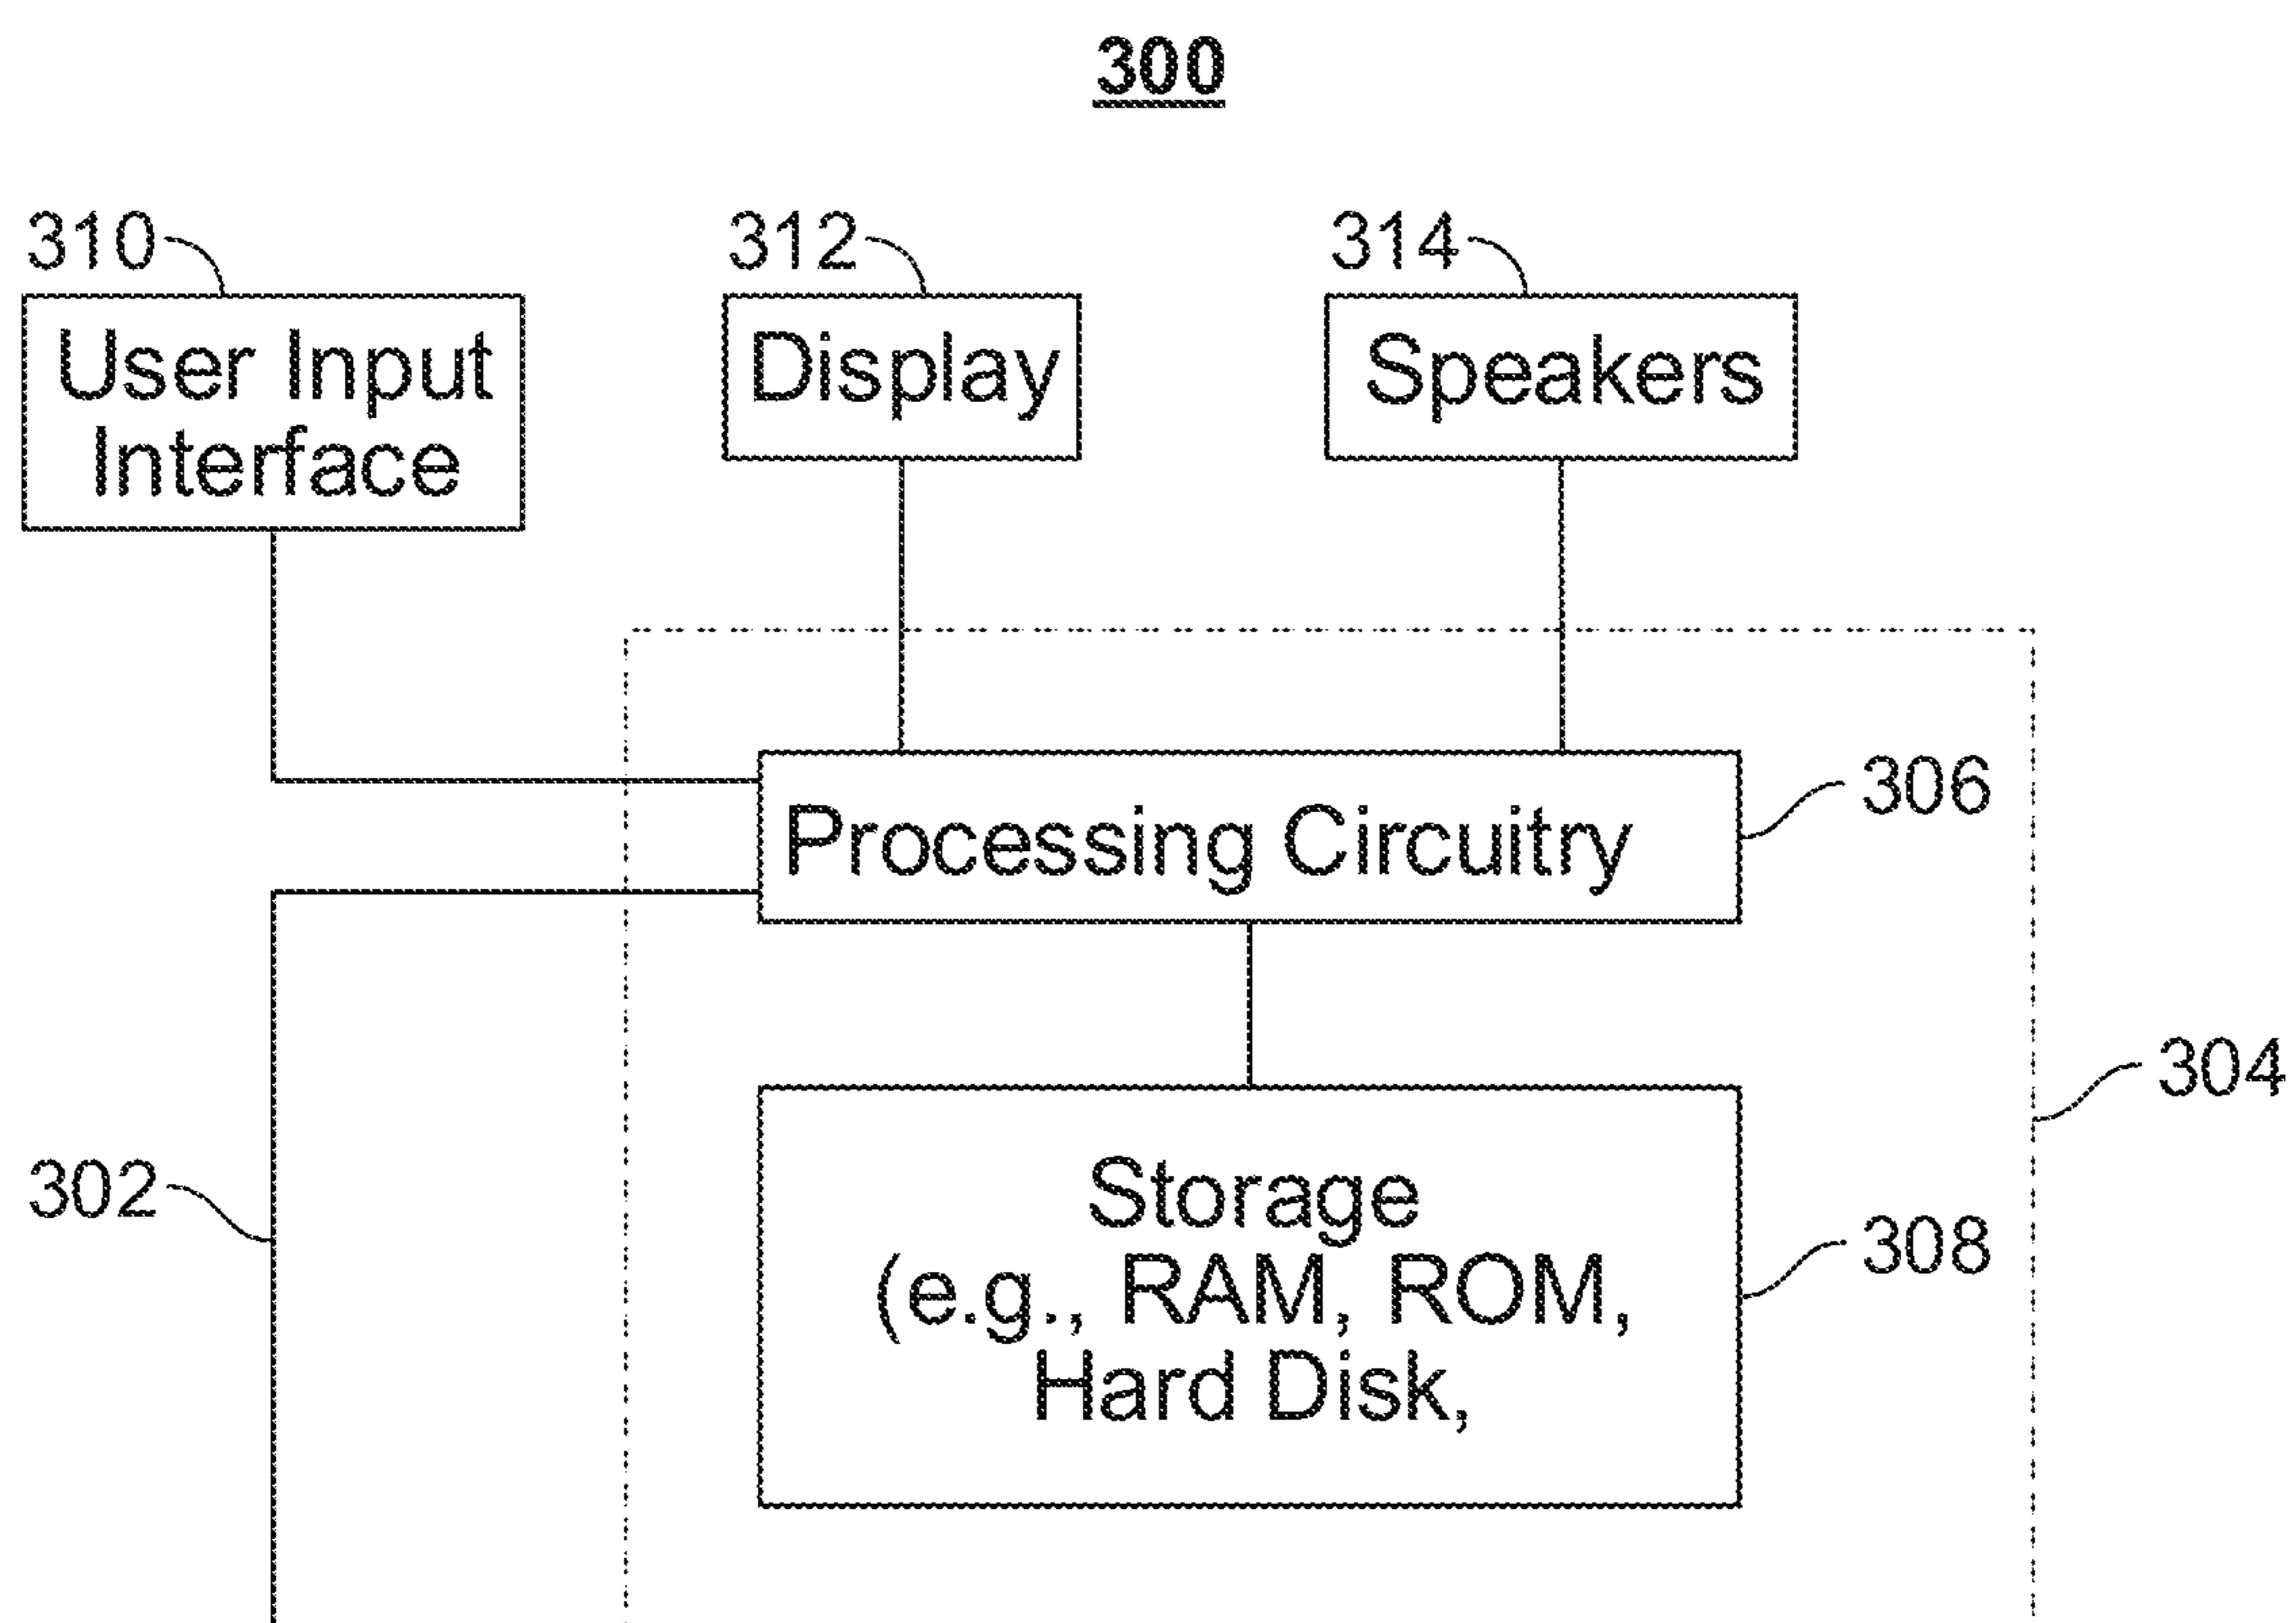 300
310
312
314
User Input
Interface
Display
Speakers
306
Processing Circuitry
304
302
Storage
(e.g., RAM, ROM,
Hard Disk,
308